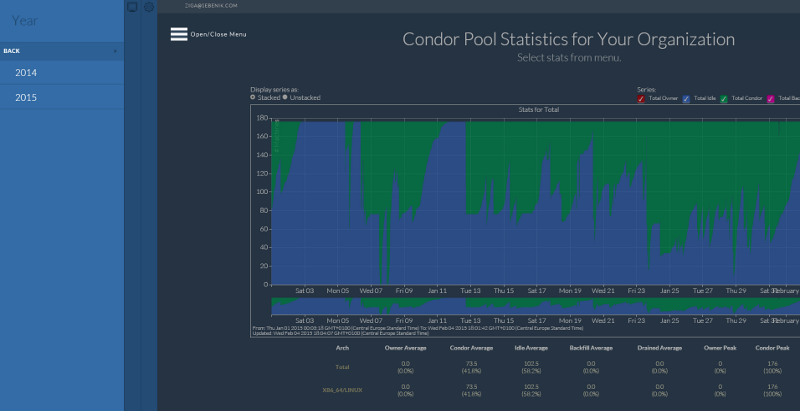 Year
BACK
2014
2015
ZIGA@SEBENIK.COM
Open/Close Menu
Condor Pool Statistics for Your Organization
Select stats from menu.
Display series as:
Stacked Unstacked
Series:
Total Owner Total Idle Total Condor Total Bac
Stats for Total
180
160
140
120
100
80
60
40
20
0
Sat 03 Mon 05 Wed 07 Fri 09 Jan 11 Tue 13 Thu 15 Sat 17 Mon 19 Wed 21 Fri 23 Jan 25 Tue 27 Thu 29 Sat 31 February
Sat 03 Mon 05 Wed 07 Fri 09 Jan 11 Tue 13 Thu 15 Sat 17 Mon 19 Wed 21 Fri 23 Jan 25 Tue 27 Thu 29 Sat 31 February
From: Thu Jan 01 2015 00:03:18 GMT+0100 (Central Europe Standard Time) To: Wed Feb 04 2015 18:01:42 GMT+0100 (Central Europe Standard Time)
Updated: Wed Feb 04 2015 18:04:07 GMT+0100 (Central Europe Standard Time)
Arch Owner Average Condor Average Idle Average Backfill Average Drained Average Owner Peak Condor Peak
Total 0.0 (0.0%) 73.5 (41.8%) 102.5 (58.2%) 0.0 (0.0%) 0.0 (0.0%) 0 (0%) 176 (100%)
X86_64/LINUX 0.0 (0.0%) 73.5 (41.8%) 102.5 (58.2%) 0.0 (0.0%) 0.0 (0.0%) 0 (0%) 176 (100%)